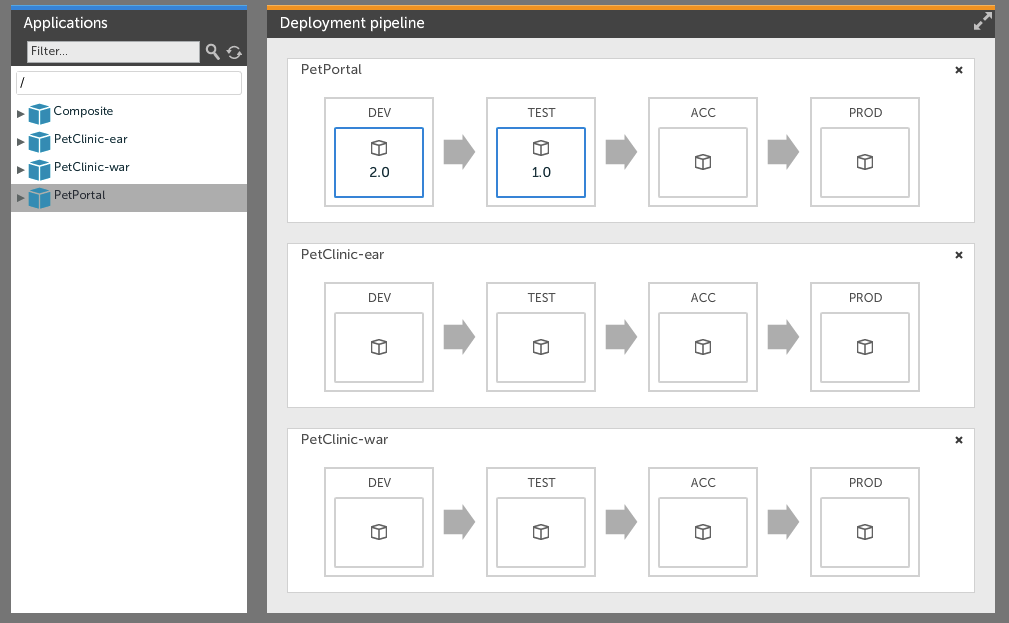 Applications
Filter...
/
Composite
PetClinic-ear
PetClinic-war
PetPortal
Deployment pipeline
PetPortal
DEV
TEST
ACC
PROD
2.0
1.0
PetClinic-ear
DEV
TEST
ACC
PROD
PetClinic-war
DEV
TEST
ACC
PROD